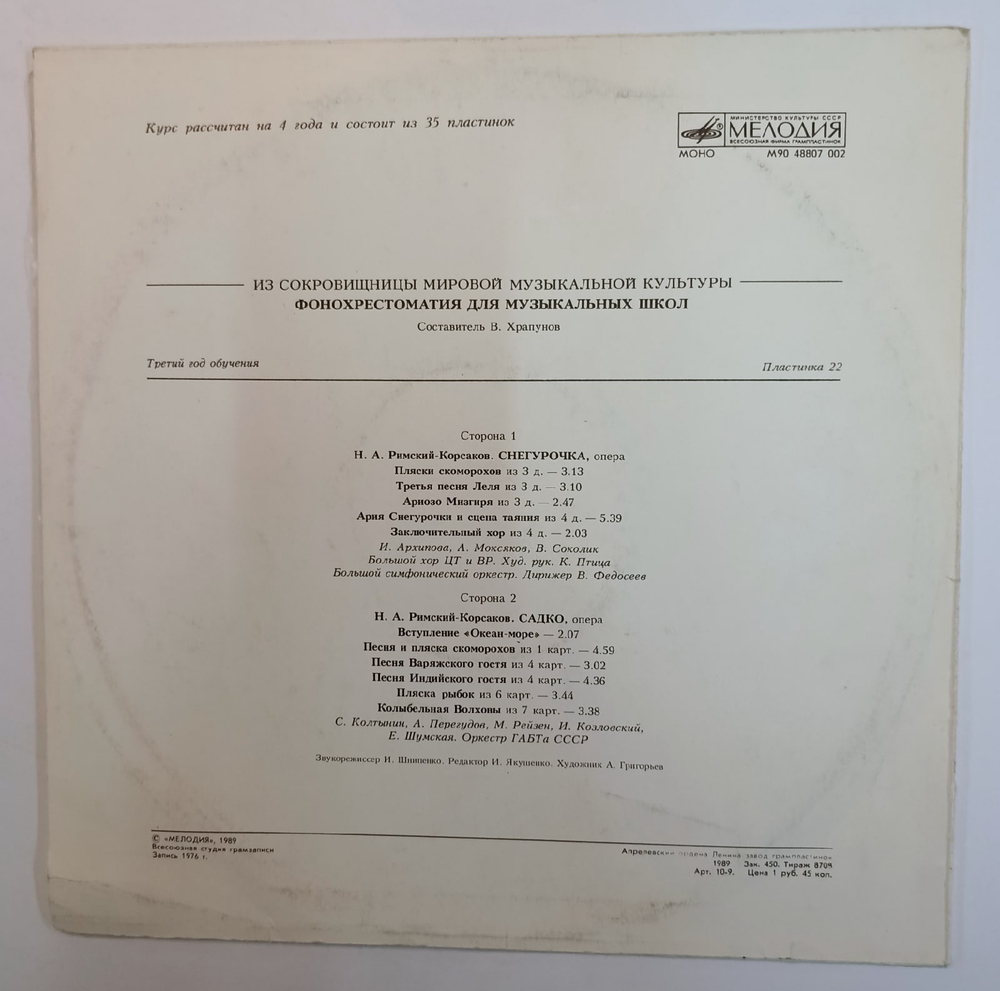 Курс рассчитан на 4 года и состоит из 35 пластинок
МИНИСТЕРСТВО КУЛЬТУРЫ СССР
МЕЛОДИЯ
ВСЕСОЮЗНАЯ ФИРМА ГРАМПЛАСТИНОК
МОНО М90 48807 002
ИЗ СОКРОВИЩНИЦЫ МИРОВОЙ МУЗЫКАЛЬНОЙ КУЛЬТУРЫ
ФОНОХРЕСТОМАТИЯ ДЛЯ МУЗЫКАЛЬНЫХ ШКОЛ
Составитель В. Храпунов
Третий год обучения Пластинка 22
Сторона 1
Н. А. Римский-Корсаков. СНЕГУРОЧКА, опера
Пляски скоморохов из 3 д. — 3.13
Третья песня Леля из 3 д. — 3.10
Ариозо Мизгиря из 3 д. — 2.47
Ария Снегурочки и сцена таяния из 4 д. — 5.39
Заключительный хор из 4 д. — 2.03
И. Архипова, А. Моксяков, В. Соколик
Большой хор ЦТ и ВР. Худ. рук. К. Птица
Большой симфонический оркестр. Дирижер В. Федосеев
Сторона 2
Н. А. Римский-Корсаков. САДКО, опера
Вступление «Океан-море» — 2.07
Песня и пляска скоморохов из 1 карт. — 4.59
Песня Варяжского гостя из 4 карт. — 3.02
Песня Индийского гостя из 4 карт. — 4.36
Пляска рыбок из 6 карт. — 3.44
Колыбельная Волховы из 7 карт. — 3.38
С. Колтыпин, А. Перегудов, М. Рейзен, И. Козловский,
Е. Шумская. Оркестр ГАБТа СССР
Звукорежиссер И. Шпиленко. Редактор И. Якушенко. Художник А. Григорьев
© «МЕЛОДИЯ», 1989
Всесоюзная студия грамзаписи
Запись 1976 г.
Апрелевский ордена Ленина завод грампластинок
1989 Зак. 450. Тираж 8708
Арт. 10-9. Цена 1 руб. 45 коп.